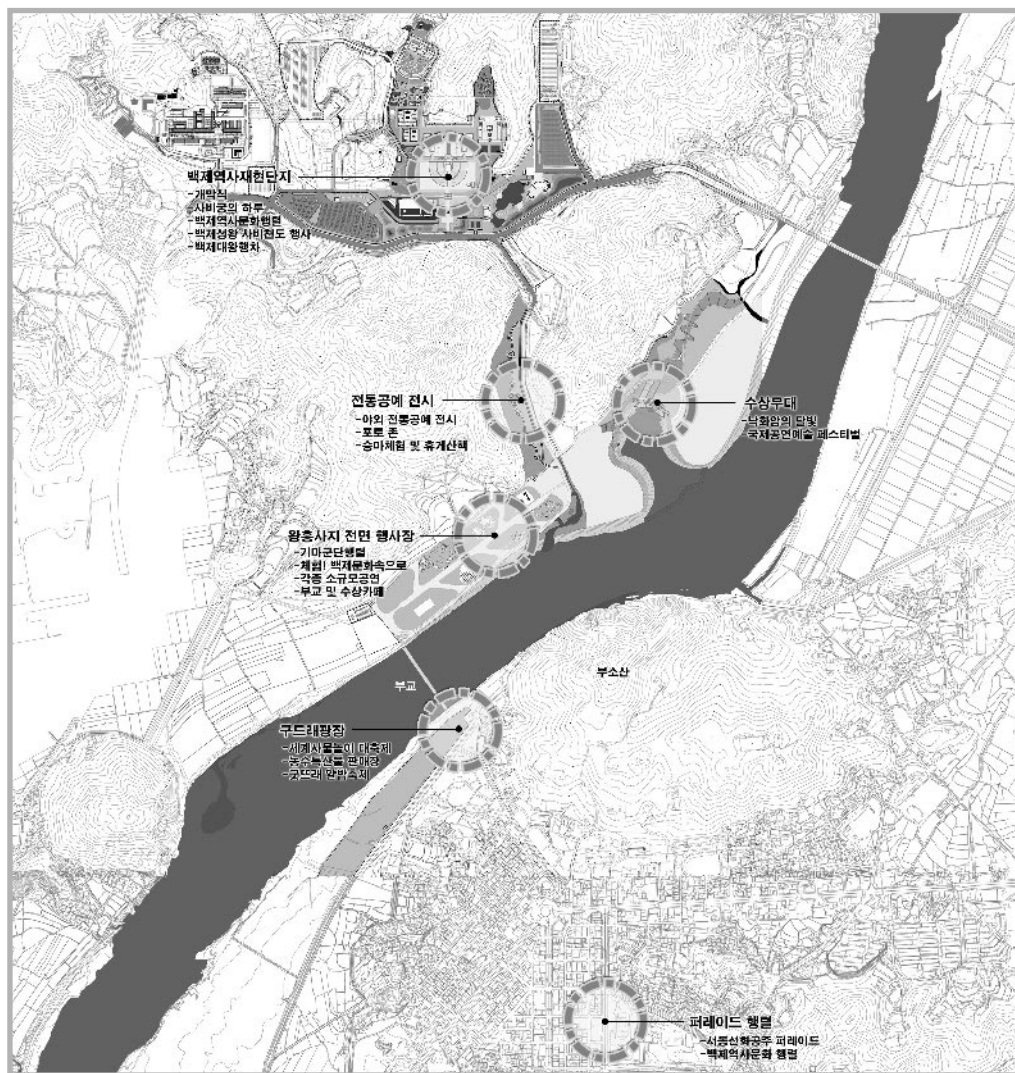 백제역사재현단지
-개막식
-사비궁의 하루
-백제역사문화행렬
-백제성왕 사비천도 행사
-백제대왕행차
전통공예 전시
-야외 전통공예 전시
-포토 존
-승마체험 및 휴게산책
수상무대
-낙화암의 달빛
-국제공연예술 페스티벌
왕흥사지 전면 행사장
-기마군단행렬
-체험! 백제문화속으로
-각종 소규모공연
-부교 및 수상카페
부소산
부교
구드래광장
-세계사물놀이 대축제
-농수특산물 판매장
-굿뜨래 알밤축제
퍼레이드 행렬
-서동선화공주 퍼레이드
-백제역사문화 행렬